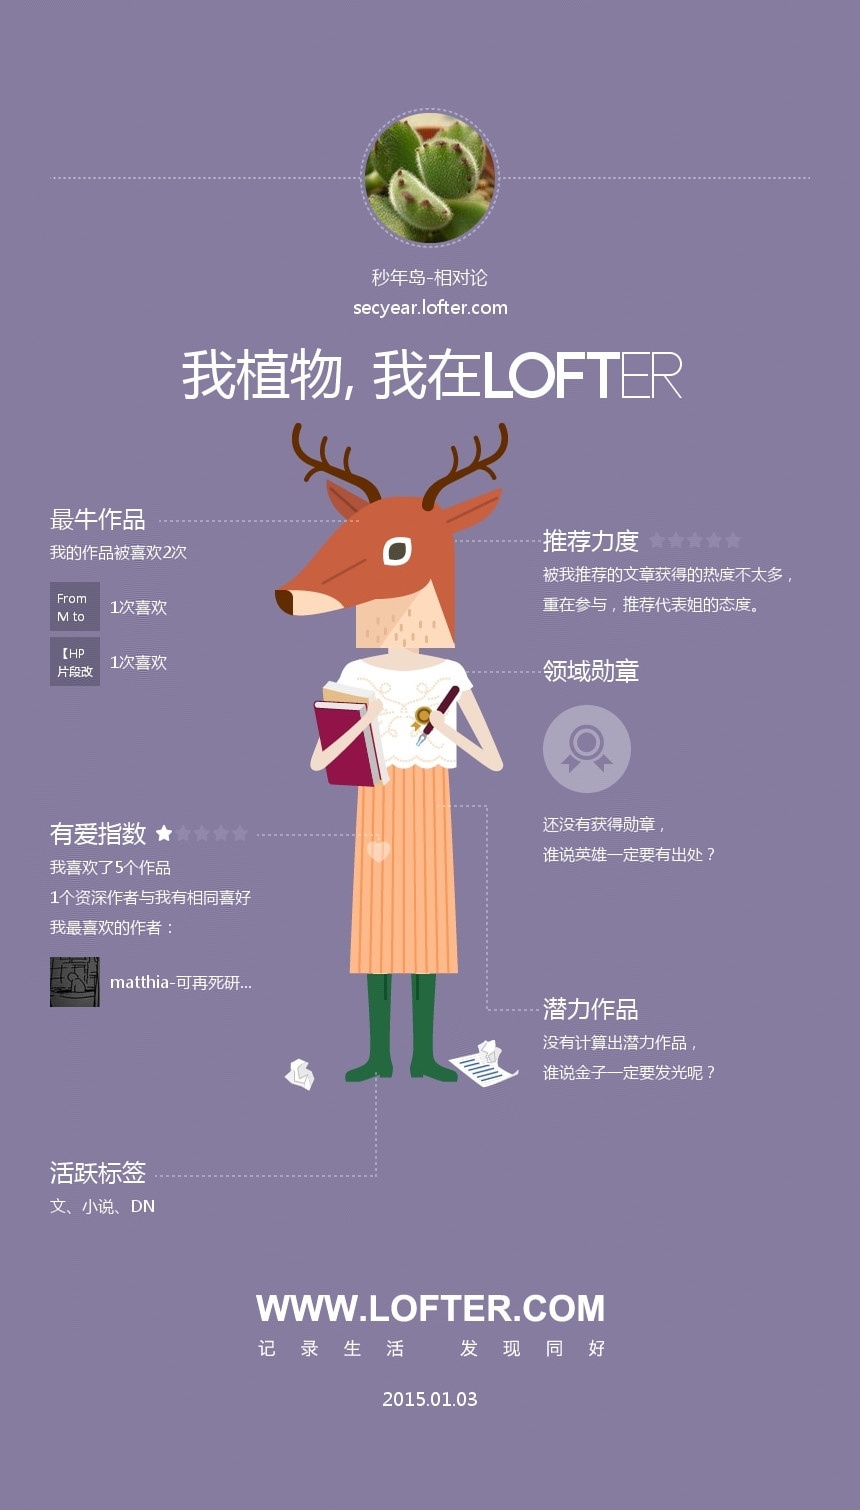 秒年岛-相对论
secyear.lofter.com
我植物, 我在LOFTER
最牛作品
我的作品被喜欢2次
From
M to
1次喜欢
【HP
片段改
1次喜欢
推荐力度
被我推荐的文章获得的热度不太多，
重在参与，推荐代表姐的态度。
领域勋章
还没有获得勋章，
谁说英雄一定要有出处？
有爱指数
我喜欢了5个作品
1个资深作者与我有相同喜好
我最喜欢的作者：
matthia-可再死研...
潜力作品
没有计算出潜力作品，
谁说金子一定要发光呢？
活跃标签
文、小说、DN
WWW.LOFTER.COM
记录生活 发现同好
2015.01.03